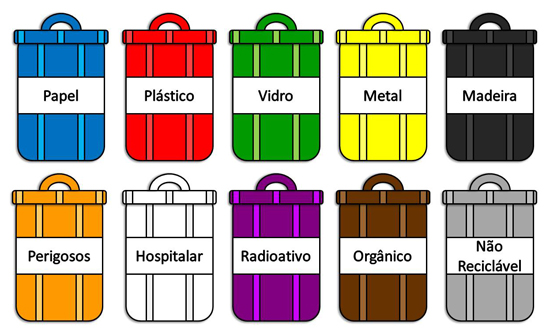 Papel
Plástico
Vidro
Metal
Madeira
Perigosos
Hospitalar
Radioativo
Orgânico
Não
Reciclável